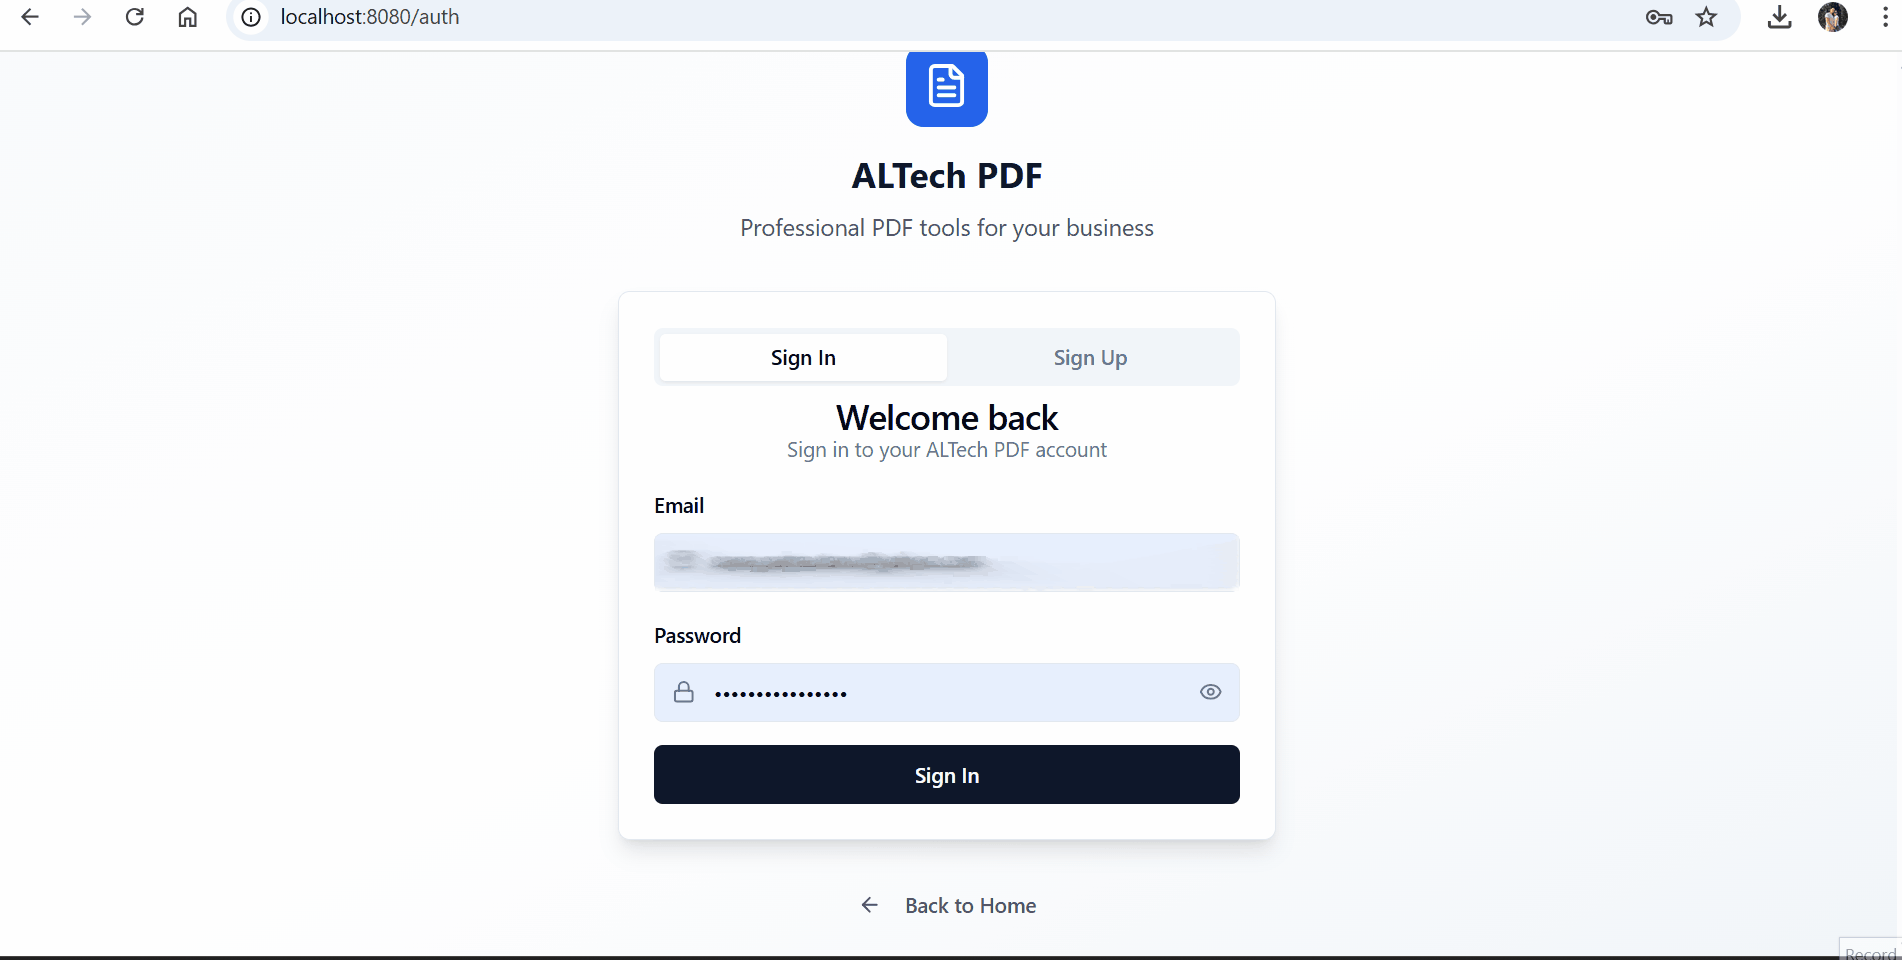 localhost:8080/auth
ALTech PDF
Professional PDF tools for your business
Sign In
Sign Up
Welcome back
Sign in to your ALTech PDF account
Email
Password
••••••••••••••••
Sign In
Back to Home
Record